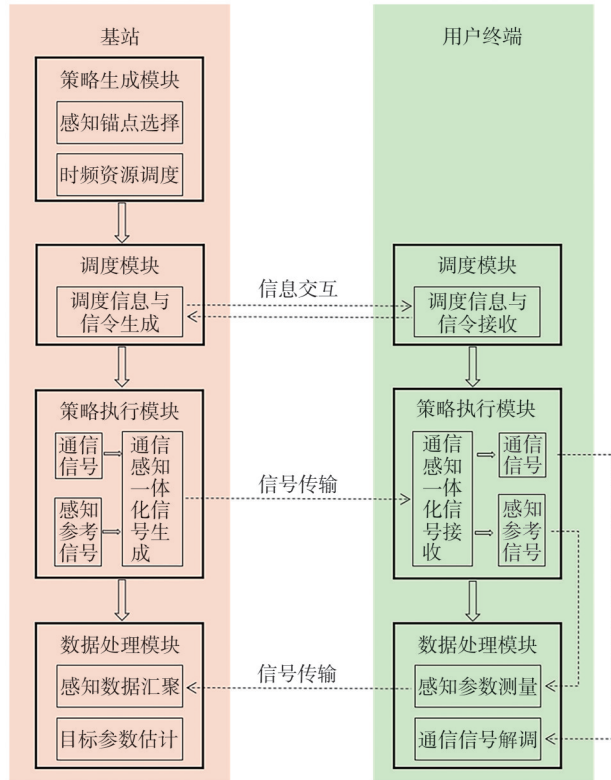 基站
策略生成模块
感知锚点选择
时频资源调度
调度模块
调度信息与
信令生成
策略执行模块
通信
信号
感知
参考
信号
通信
感知
一体
化信
号生
成
数据处理模块
感知数据汇聚
目标参数估计
信息交互
信号传输
信号传输
用户终端
调度模块
调度信息与
信令接收
策略执行模块
通信
感知
一体
化信
号接
收
通信
信号
感知
参考
信号
数据处理模块
感知参数测量
通信信号解调